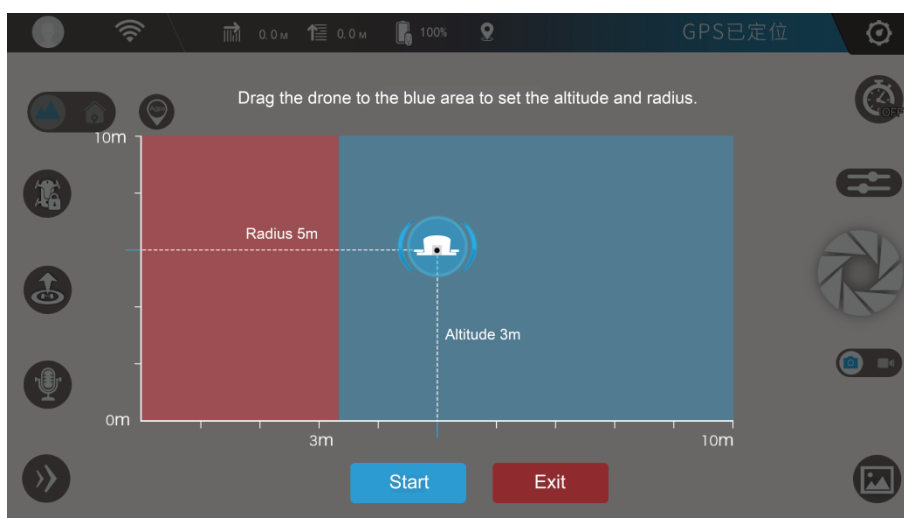 0.0M 0.0M 100% GPS已定位
Drag the drone to the blue area to set the altitude and radius.
OFF
10m
Radius 5m
Altitude 3m
0m
3m 10m
Start Exit